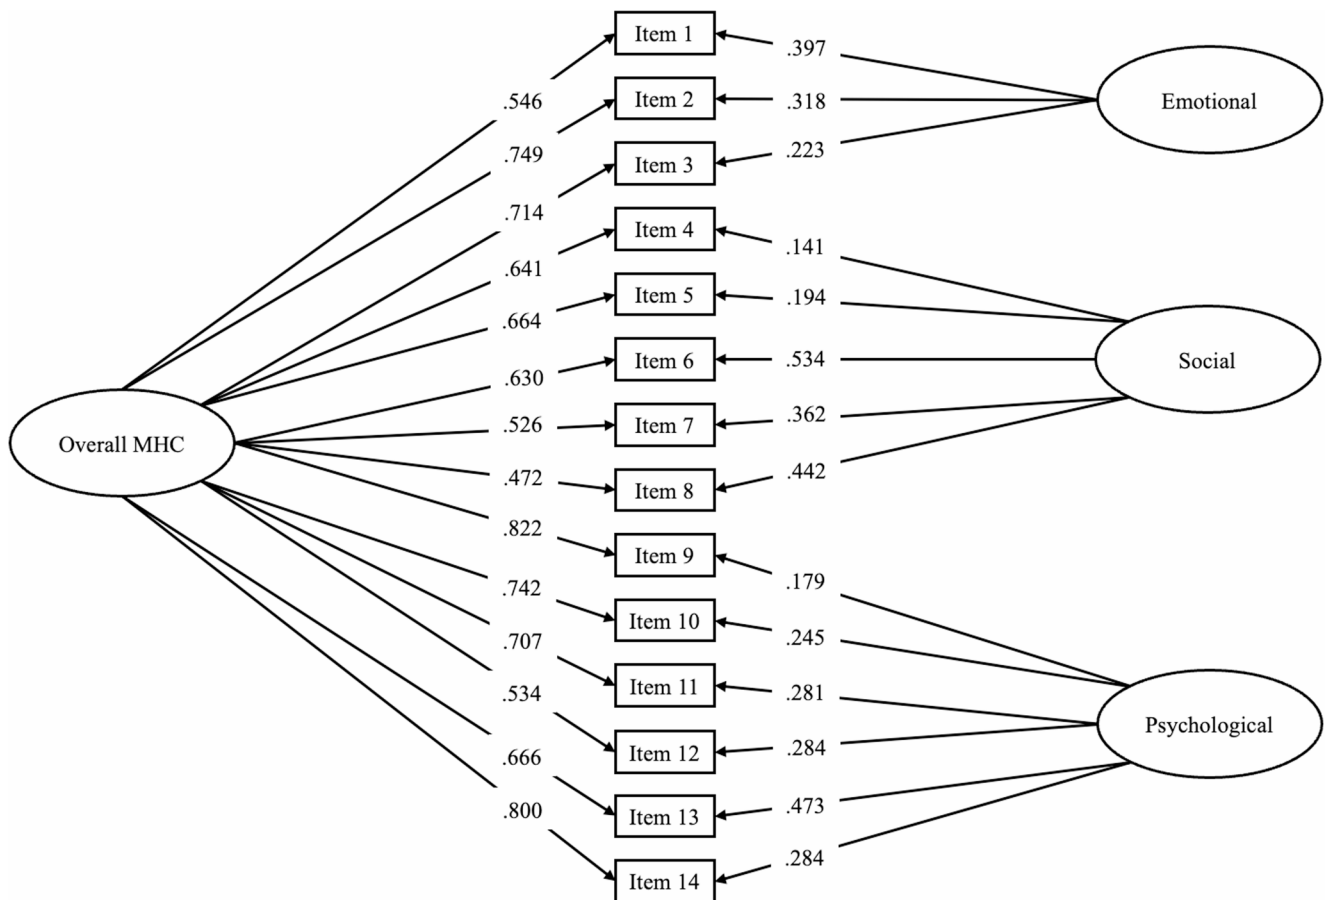 Item 1
.397
.546
Item 2
.318
Emotional
.749
Item 3
.223
.714
Item 4
.141
.641
Item 5
.194
.664
Item 6
.534
Social
.630
Item 7
.362
.526
Overall MHC
Item 8
.442
.472
Item 9
.179
.822
Item 10
.245
.742
Item 11
.281
.707
Item 12
.284
Psychological
.534
Item 13
.473
.666
Item 14
.284
.800